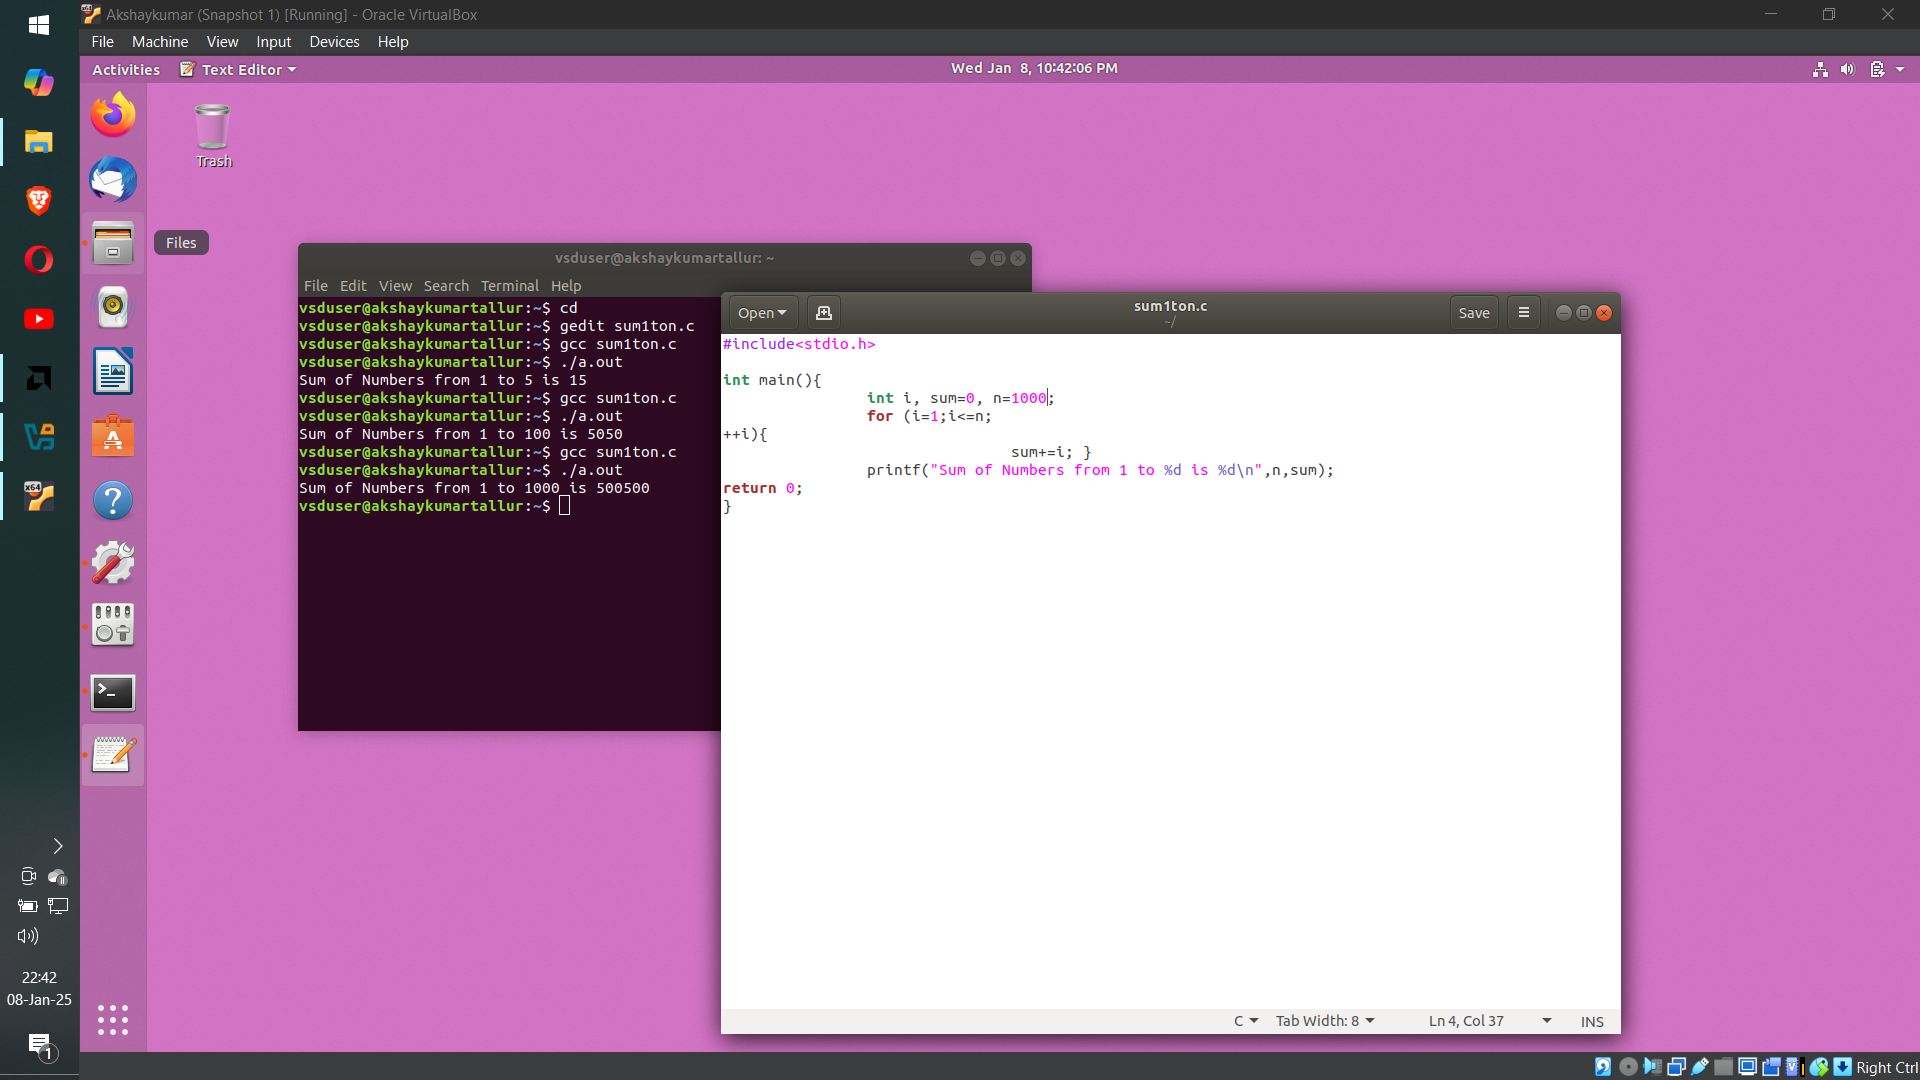 Akshaykumar (Snapshot 1) [Running] - Oracle VirtualBox
File Machine View Input Devices Help
Activities Text Editor Wed Jan 8, 10:42:06 PM
Trash
Files
vsduser@akshaykumartallur: ~
File Edit View Search Terminal Help
vsduser@akshaykumartallur:~$ cd
vsduser@akshaykumartallur:~$ gedit sum1ton.c
vsduser@akshaykumartallur:~$ gcc sum1ton.c
vsduser@akshaykumartallur:~$ ./a.out
Sum of Numbers from 1 to 5 is 15
vsduser@akshaykumartallur:~$ gcc sum1ton.c
vsduser@akshaykumartallur:~$ ./a.out
Sum of Numbers from 1 to 100 is 5050
vsduser@akshaykumartallur:~$ gcc sum1ton.c
vsduser@akshaykumartallur:~$ ./a.out
Sum of Numbers from 1 to 1000 is 500500
vsduser@akshaykumartallur:~$
Open sum1ton.c Save
~/
#include<stdio.h>
int main(){
int i, sum=0, n=1000;
for (i=1;i<=n;
++i){
sum+=i; }
printf("Sum of Numbers from 1 to %d is %d\n",n,sum);
return 0;
}
C Tab Width: 8 Ln 4, Col 37 INS
X64
22:42
08-Jan-25
1
Right Ctrl